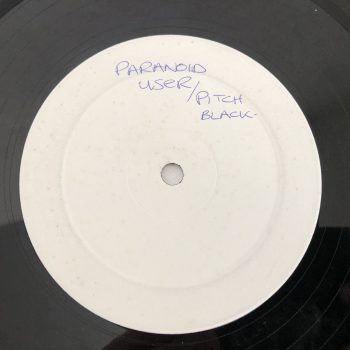 PARANOID
USER/PITCH
BLACK-